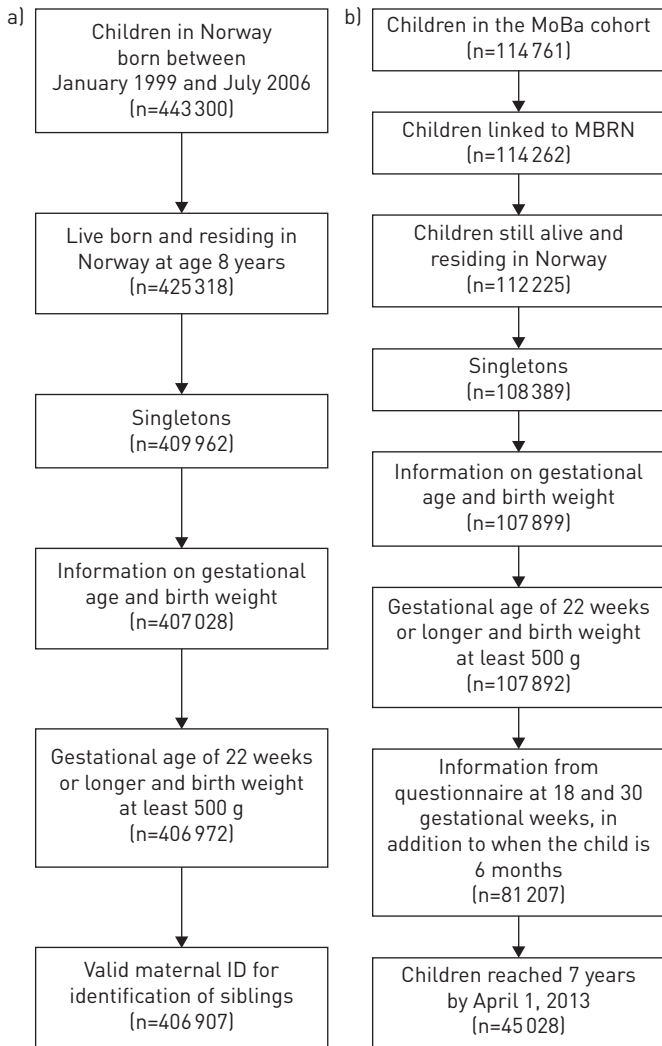 a)
Children in Norway
born between
January 1999 and July 2006
(n=443300)
Live born and residing in
Norway at age 8 years
(n=425318)
Singletons
(n=409962)
Information on gestational
age and birth weight
(n=407028)
Gestational age of 22 weeks
or longer and birth weight
at least 500 g
(n=406972)
Valid maternal ID for
identification of siblings
(n=406907)
b)
Children in the MoBa cohort
(n=114761)
Children linked to MBRN
(n=114262)
Children still alive and
residing in Norway
(n=112225)
Singletons
(n=108389)
Information on gestational
age and birth weight
(n=107899)
Gestational age of 22 weeks
or longer and birth weight
at least 500 g
(n=107892)
Information from
questionnaire at 18 and 30
gestational weeks, in
addition to when the child is
6 months
(n=81207)
Children reached 7 years
by April 1, 2013
(n=45028)